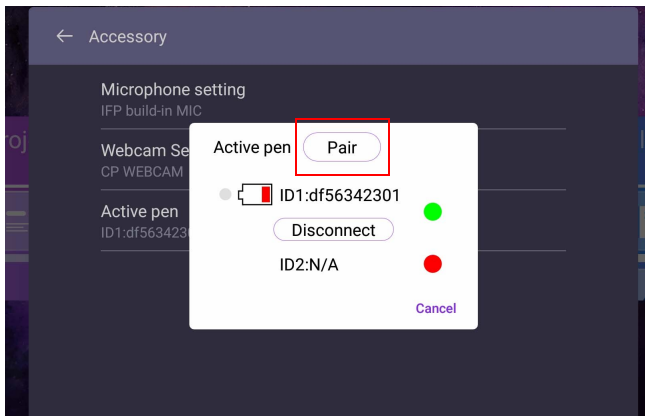 ← Accessory
Microphone setting
IFP build-in MIC
Webcam Se
CP WEBCAM
Active pen
ID1:df563423
Active pen Pair
ID1:df56342301
Disconnect
ID2:N/A
Cancel